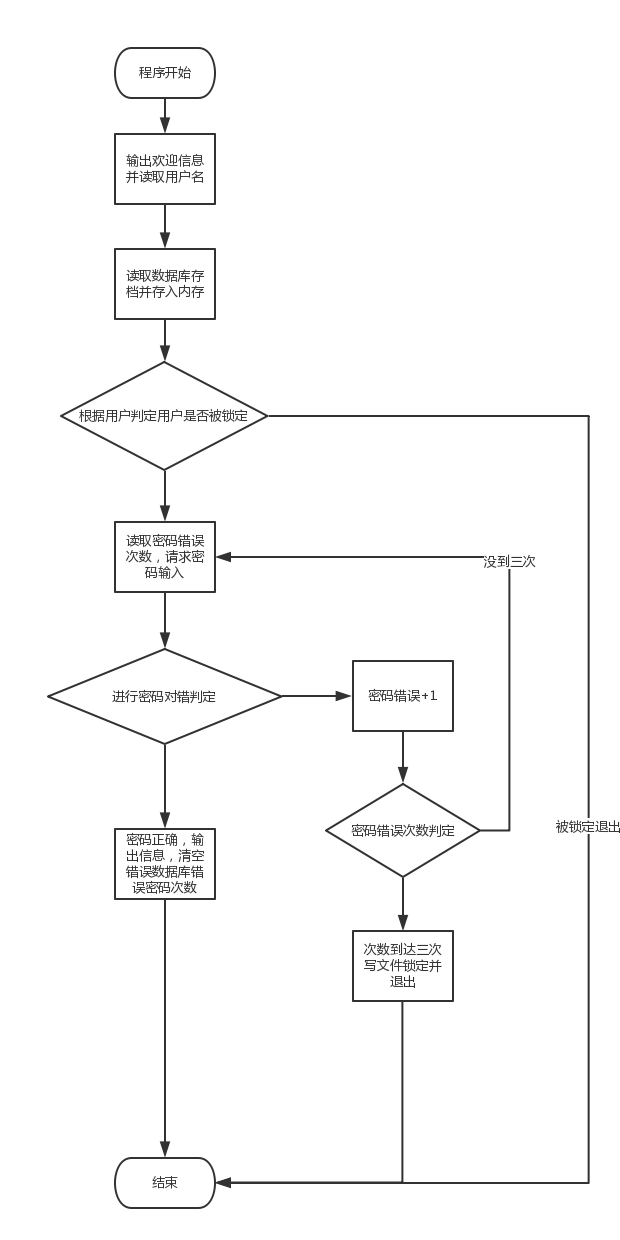 程序开始
输出欢迎信息
并读取用户名
读取数据库存
档并存入内存
根据用户判定用户是否被锁定
读取密码错误
次数，请求密
码输入
没到三次
进行密码对错判定
密码错误+1
密码错误次数判定
被锁定退出
密码正确，输
出信息，清空
错误数据库错
误密码次数
次数到达三次
写文件锁定并
退出
结束